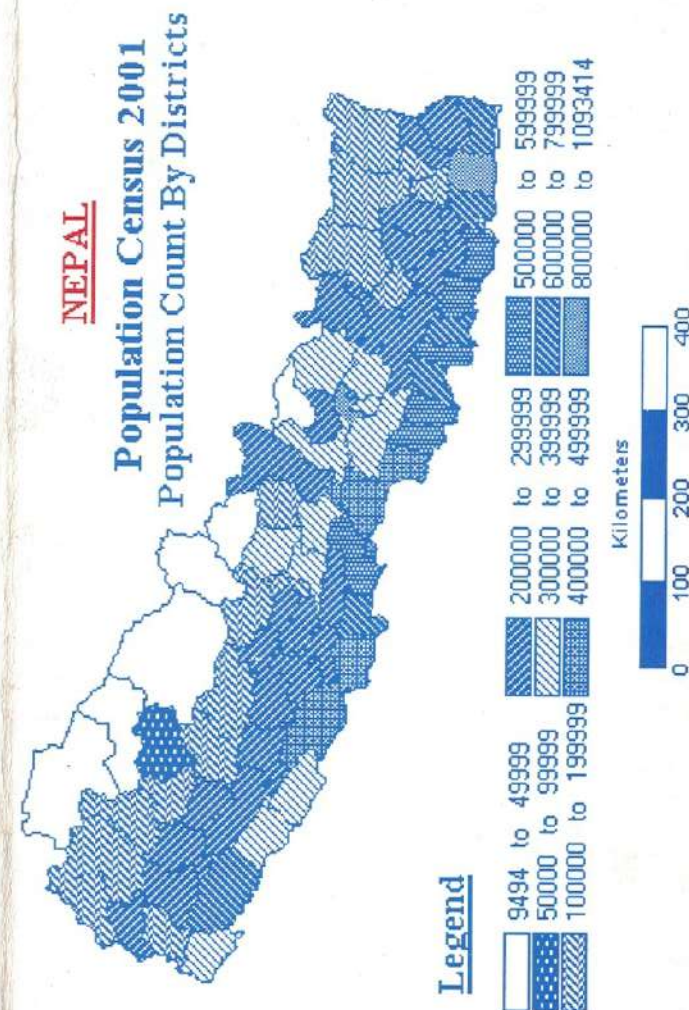 NEPAL
Population Census 2001
Population Count By Districts
Legend
9494 to 49999
50000 to 99999
100000 to 199999
200000 to 299999
300000 to 399999
400000 to 499999
500000 to 599999
600000 to 799999
800000 to 1093414
Kilometers
0 100 200 300 400